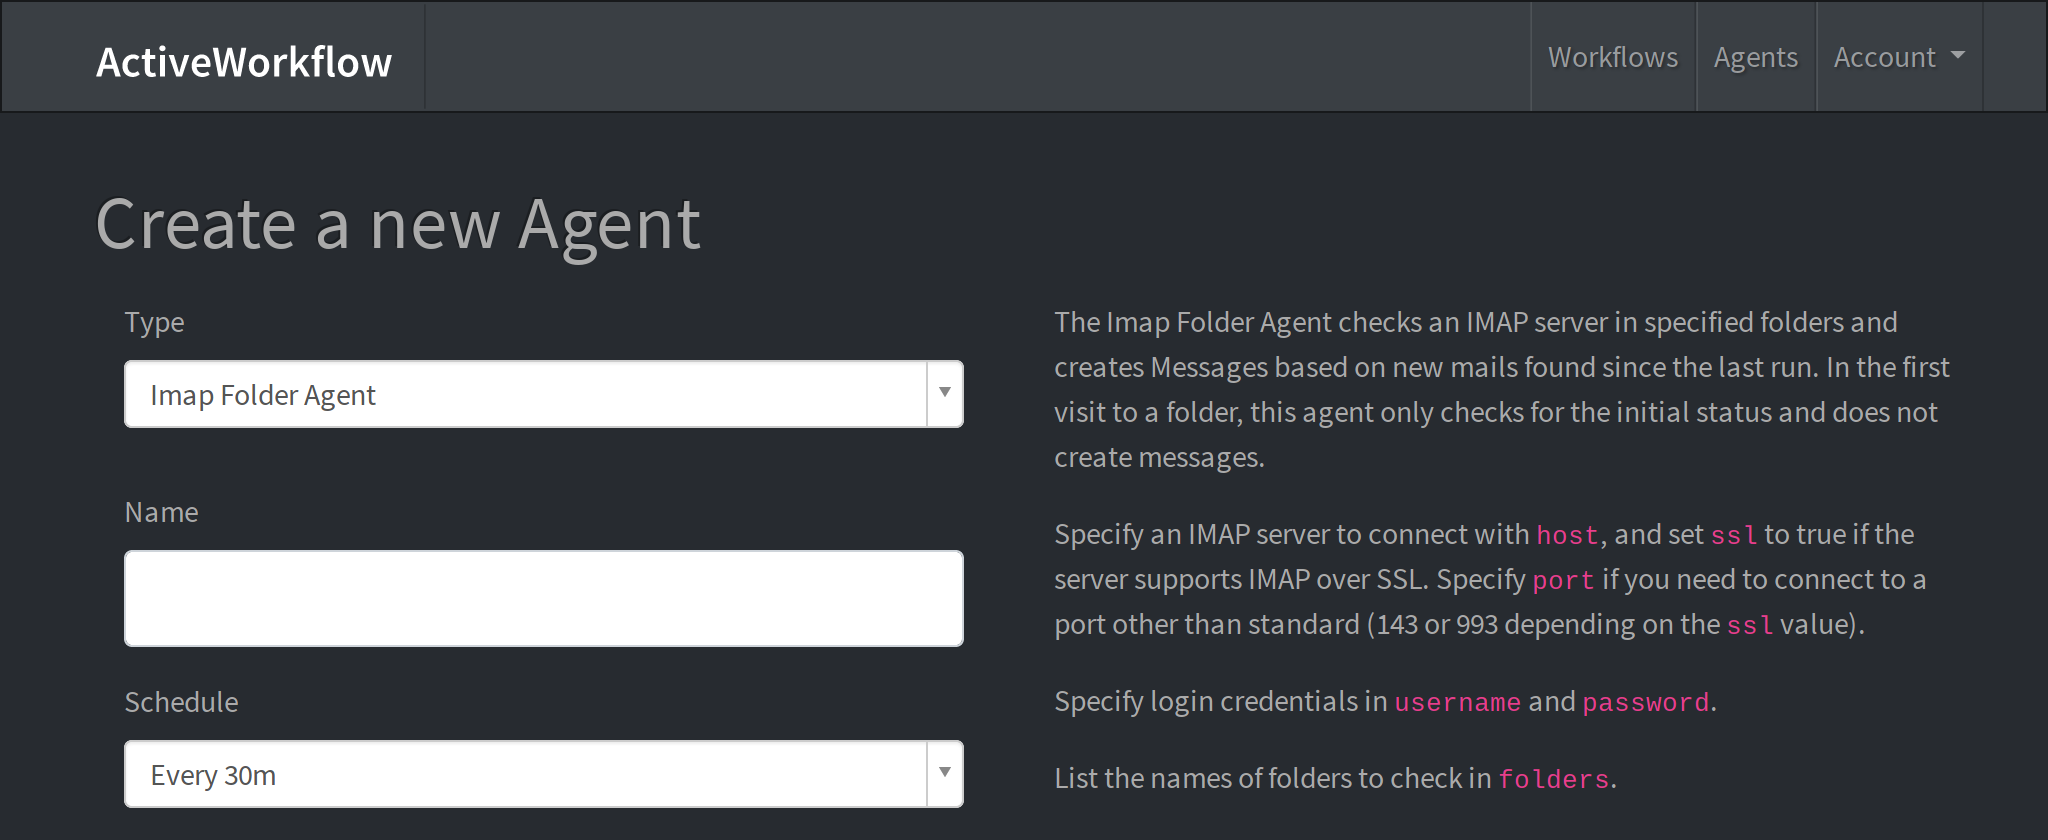 ActiveWorkflow
Workflows Agents Account
Create a new Agent
Type
Imap Folder Agent
Name
Schedule
Every 30m
The Imap Folder Agent checks an IMAP server in specified folders and
creates Messages based on new mails found since the last run. In the first
visit to a folder, this agent only checks for the initial status and does not
create messages.
Specify an IMAP server to connect with host, and set ssl to true if the
server supports IMAP over SSL. Specify port if you need to connect to a
port other than standard (143 or 993 depending on the ssl value).
Specify login credentials in username and password.
List the names of folders to check in folders.